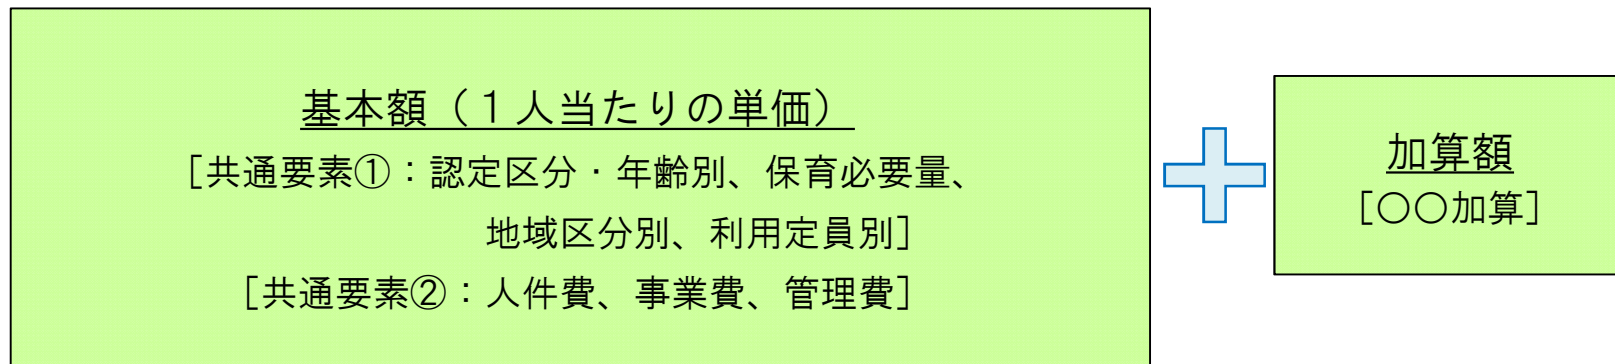 基本額（１人当たりの単価）
［共通要素①：認定区分・年齢別、保育必要量、
地域区分別、利用定員別］
［共通要素②：人件費、事業費、管理費］
加算額
［○○加算］